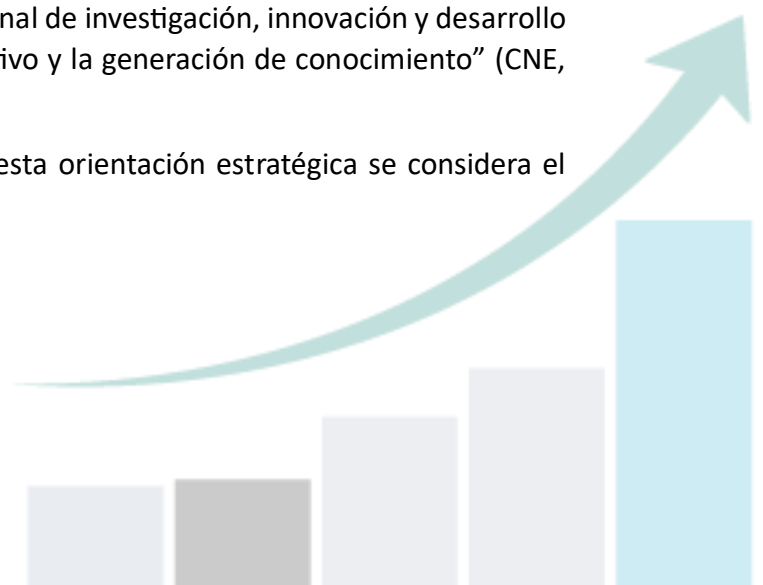 nal de investigación, innovación y desarrollo
ivo y la generación de conocimiento” (CNE,
esta orientación estratégica se considera el